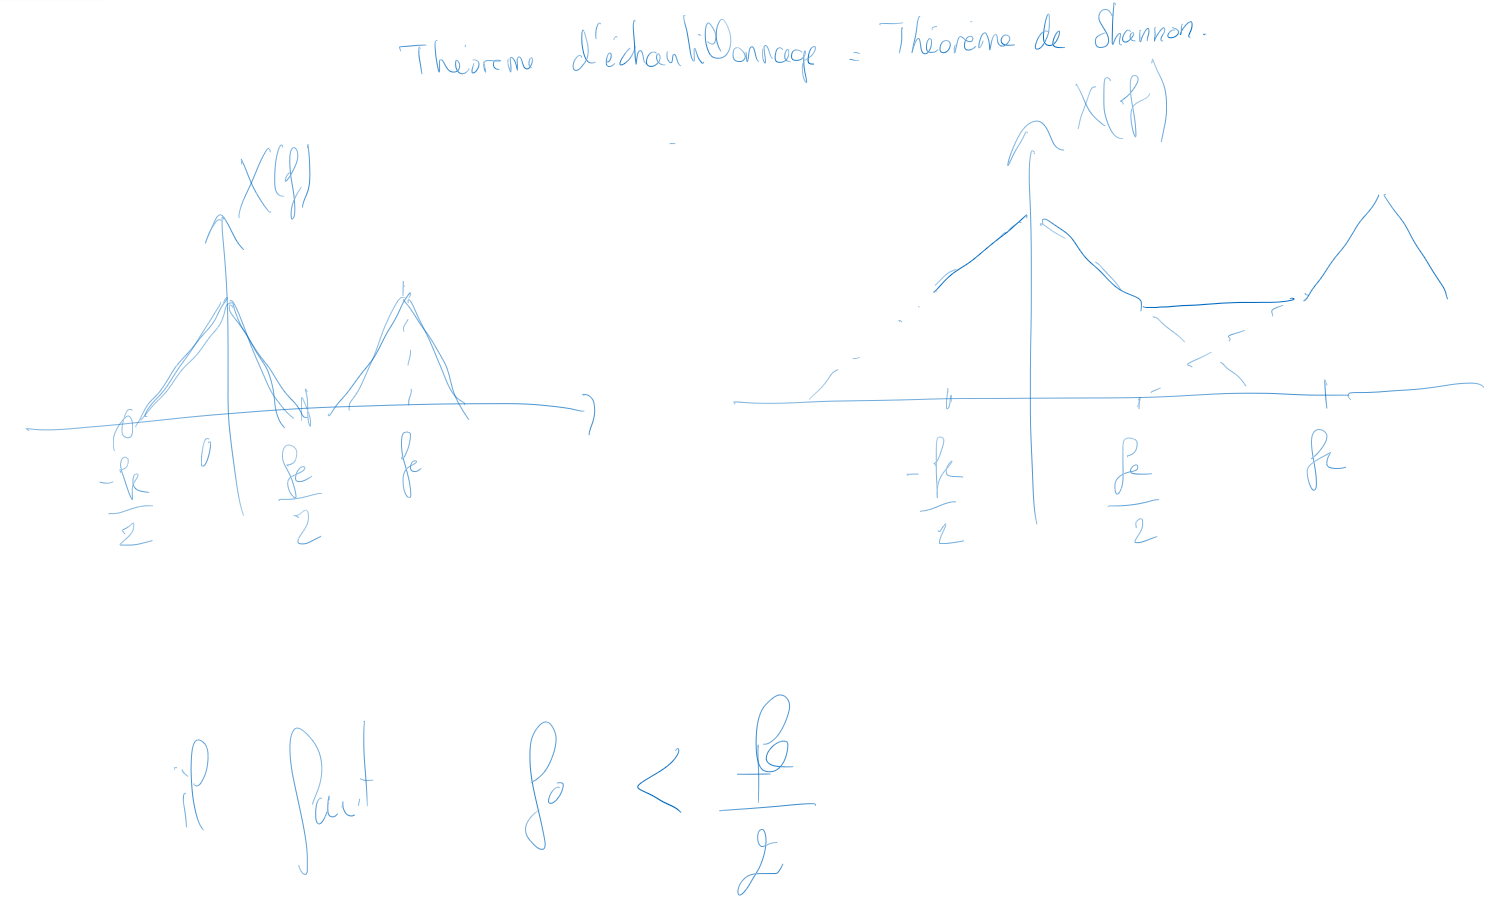 Théorème d'échantillonnage = Théorème de Shannon.
X(f)
X(f)
-fe/2 0 fe/2 fe
-fe/2 fe/2 fe
il faut f0 < fe/2